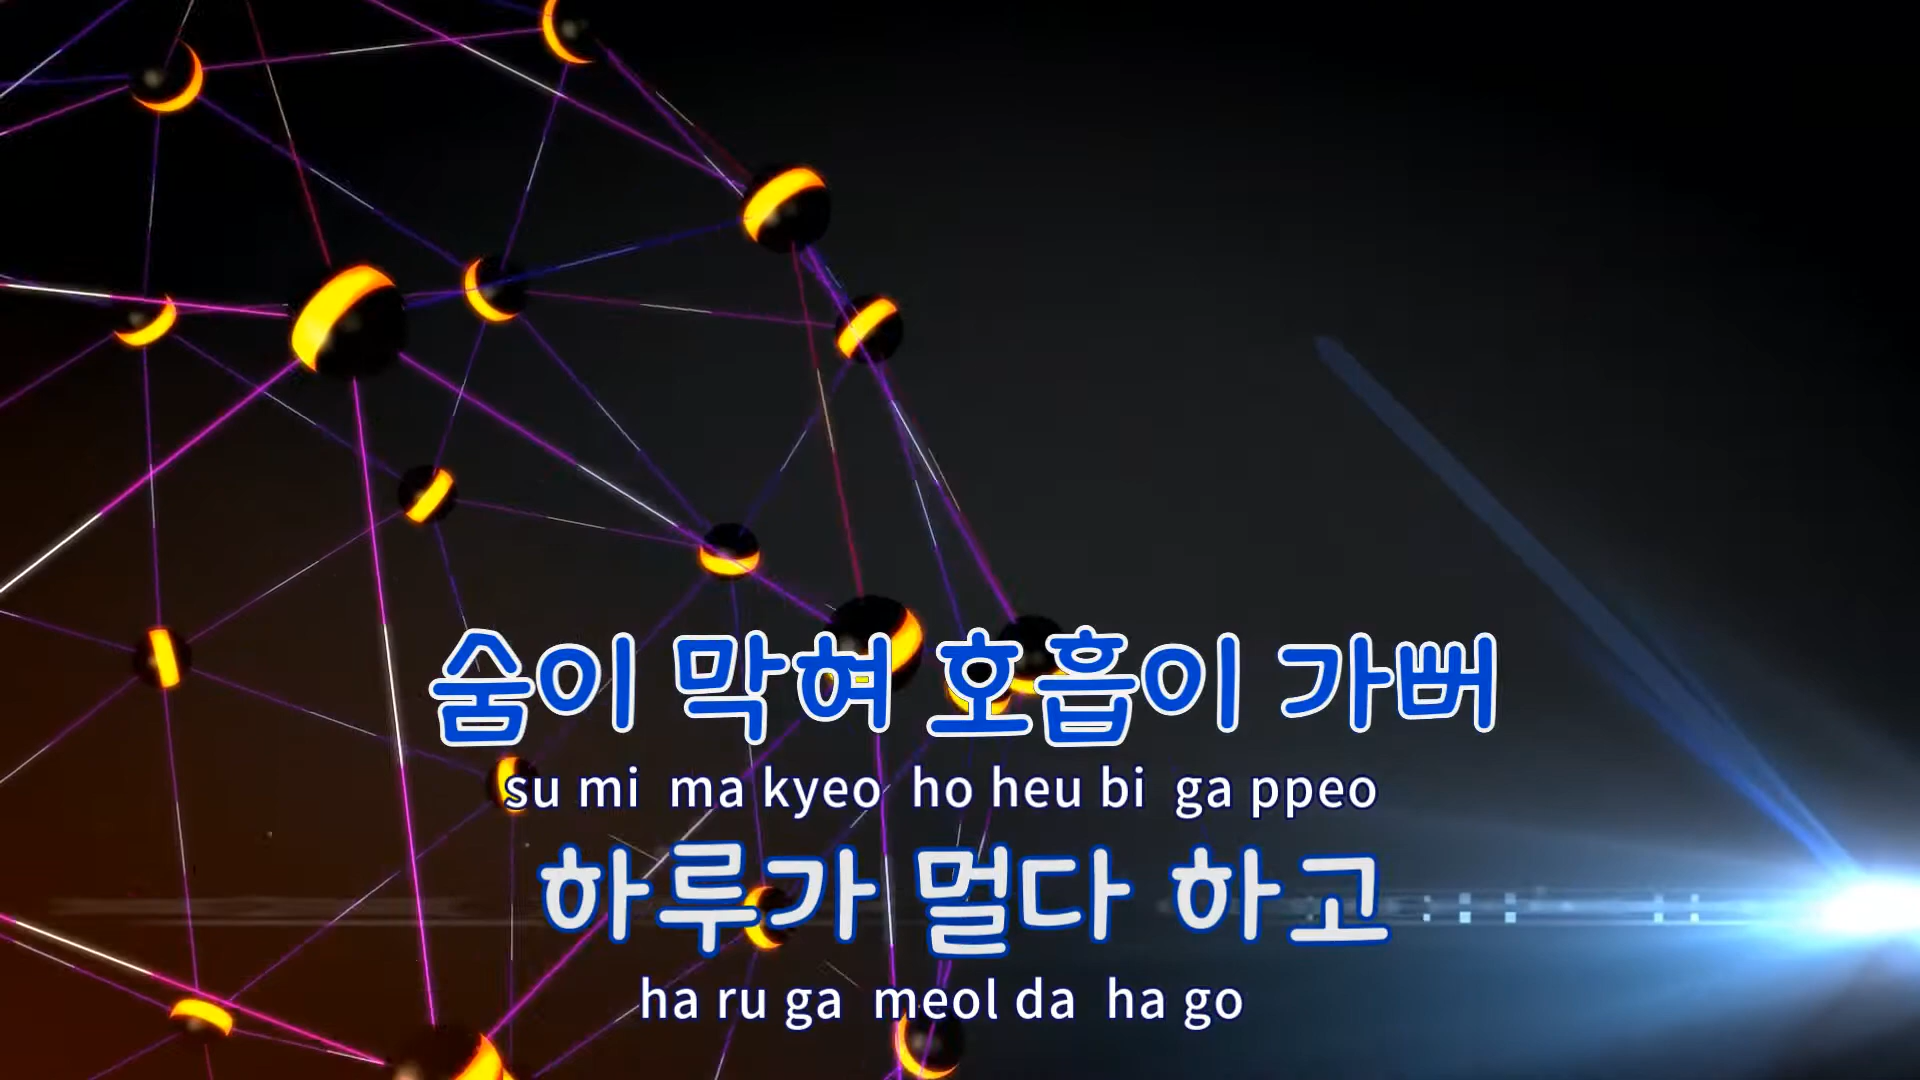 숨이 막혀 호흡이 가뻐
su mi ma kyeo ho heu bi ga ppeo
하루가 멀다 하고
ha ru ga meol da ha go